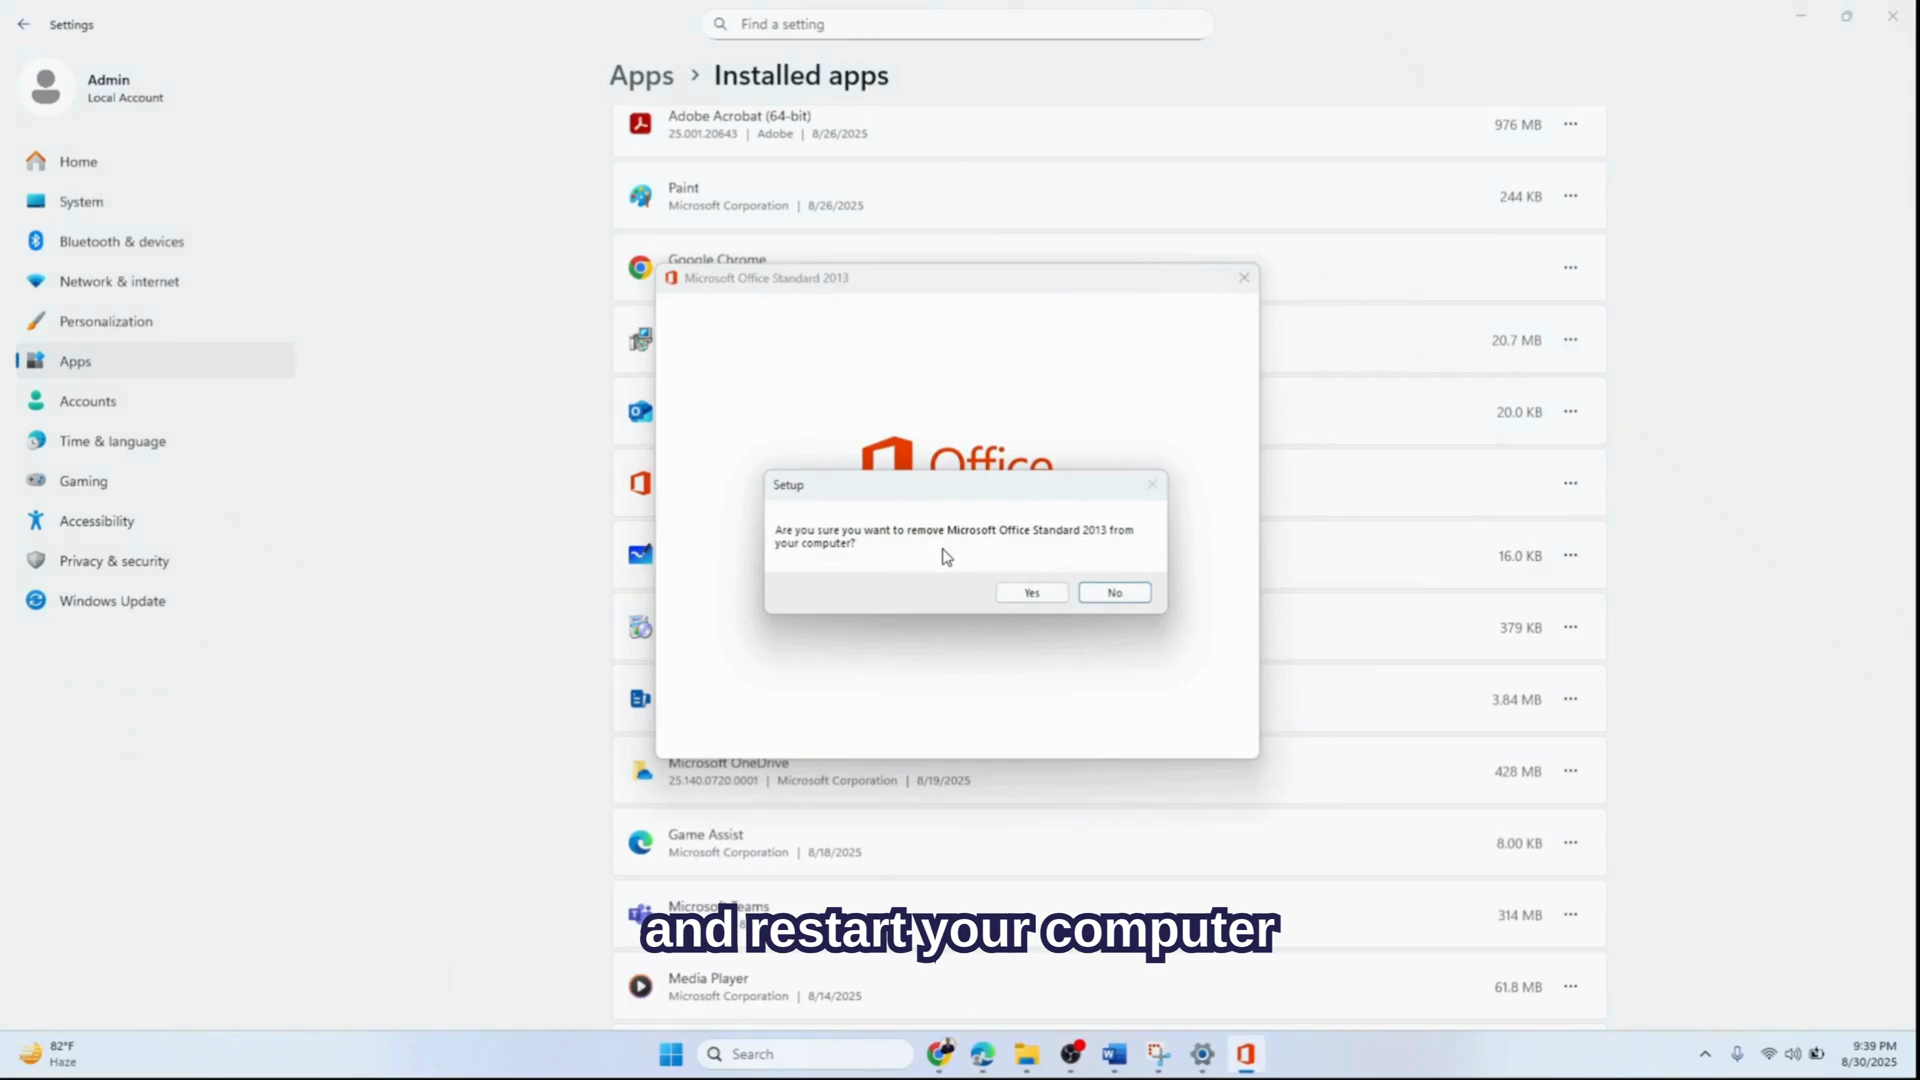 Settings
Find a setting
Admin
Local Account
Home
System
Bluetooth & devices
Network & internet
Personalization
Apps
Accounts
Time & language
Gaming
Accessibility
Privacy & security
Windows Update
Apps > Installed apps
Adobe Acrobat (64-bit)
25.001.20643 | Adobe | 8/26/2025
976 MB
Paint
Microsoft Corporation | 8/26/2025
244 KB
Google Chrome
Microsoft Office Standard 2013
20.7 MB
20.0 KB
Office
Setup
Are you sure you want to remove Microsoft Office Standard 2013 from
your computer?
Yes No
16.0 KB
379 KB
3.84 MB
Microsoft OneDrive
25.140.0720.0001 | Microsoft Corporation | 8/19/2025
428 MB
Game Assist
Microsoft Corporation | 8/18/2025
8.00 KB
Microsoft Teams
314 MB
and restart your computer
Media Player
Microsoft Corporation | 8/14/2025
61.8 MB
82°F
Haze
Search
9:39 PM
8/30/2025